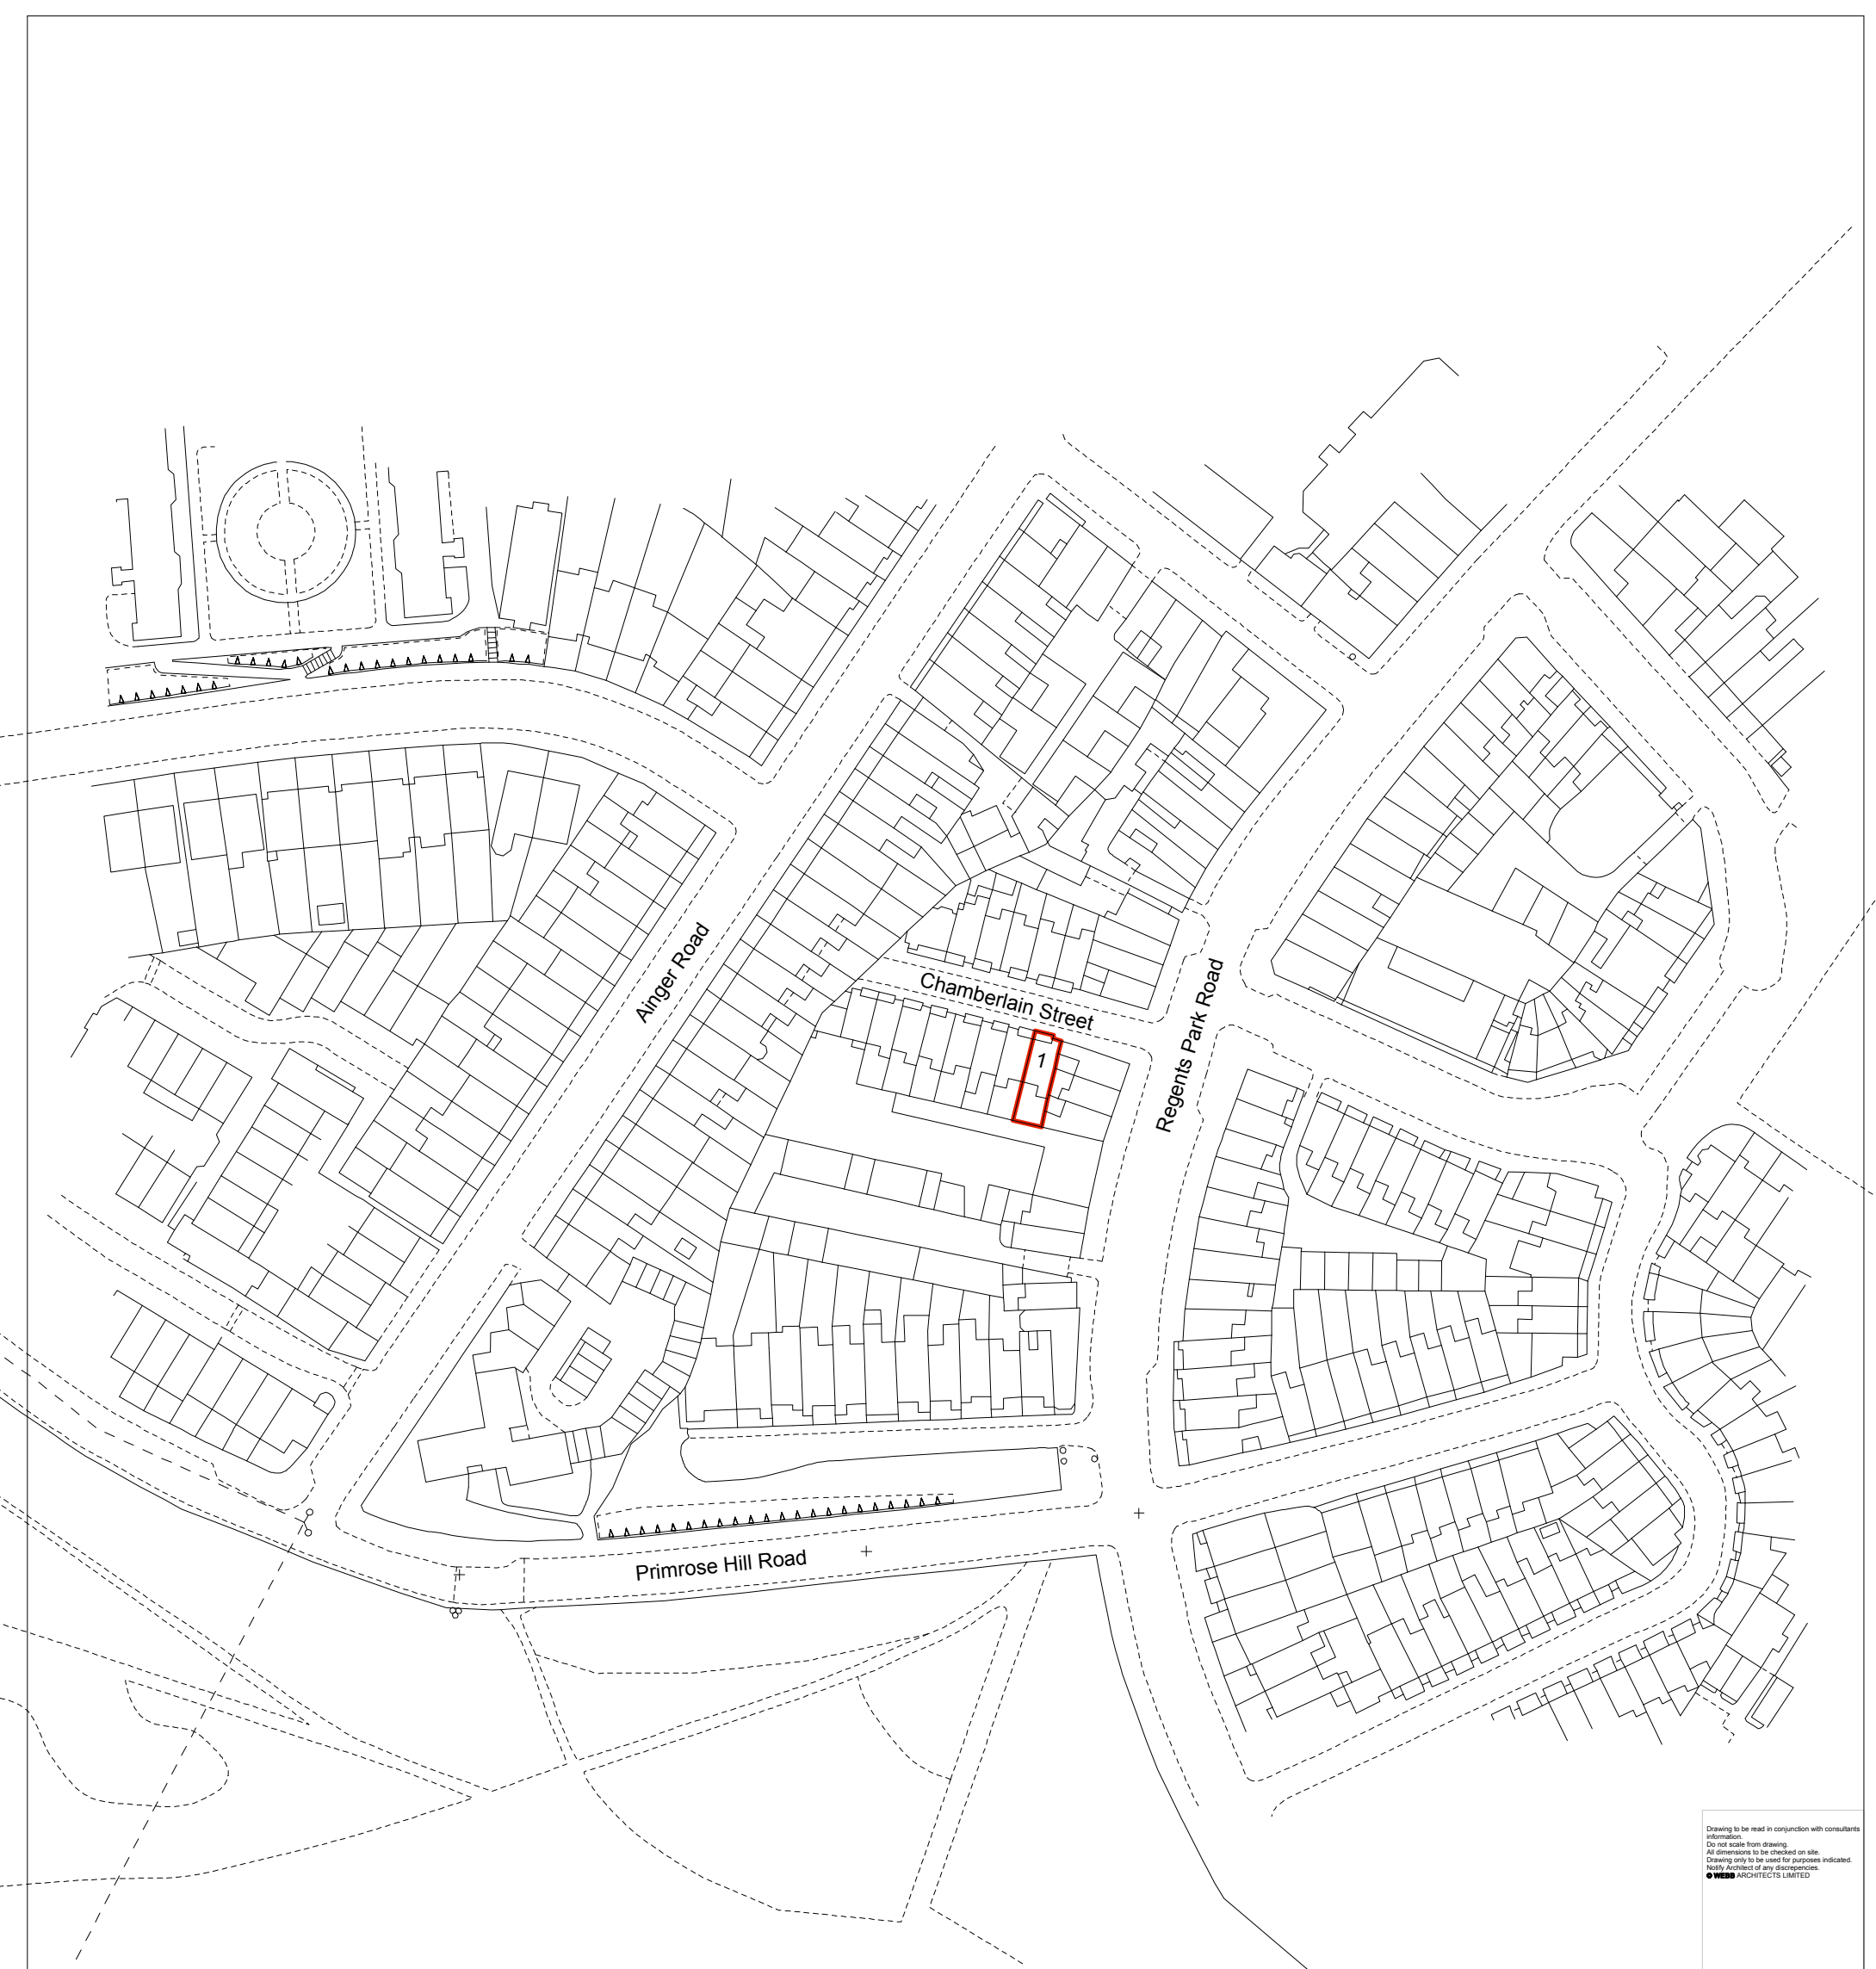 Ainger Road
Chamberlain Street
1
Regents Park Road
Primrose Hill Road
Drawing to be read in conjunction with consultants
information.
Do not scale from drawing.
All dimensions to be checked on site.
Drawing only to be used for purposes indicated.
Notify Architect of any discrepencies.
© WEBB ARCHITECTS LIMITED